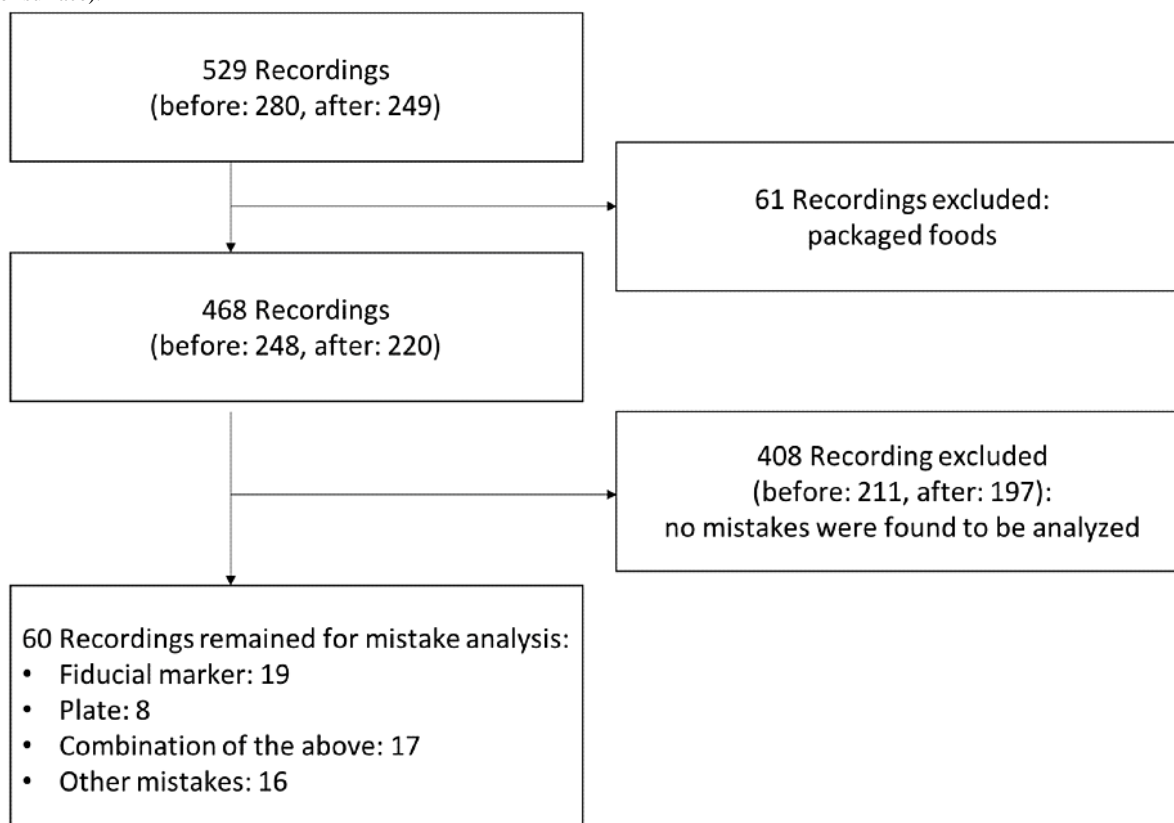 529 Recordings
(before: 280, after: 249)
61 Recordings excluded:
packaged foods
468 Recordings
(before: 248, after: 220)
408 Recording excluded
(before: 211, after: 197):
no mistakes were found to be analyzed
60 Recordings remained for mistake analysis:
• Fiducial marker: 19
• Plate: 8
• Combination of the above: 17
• Other mistakes: 16